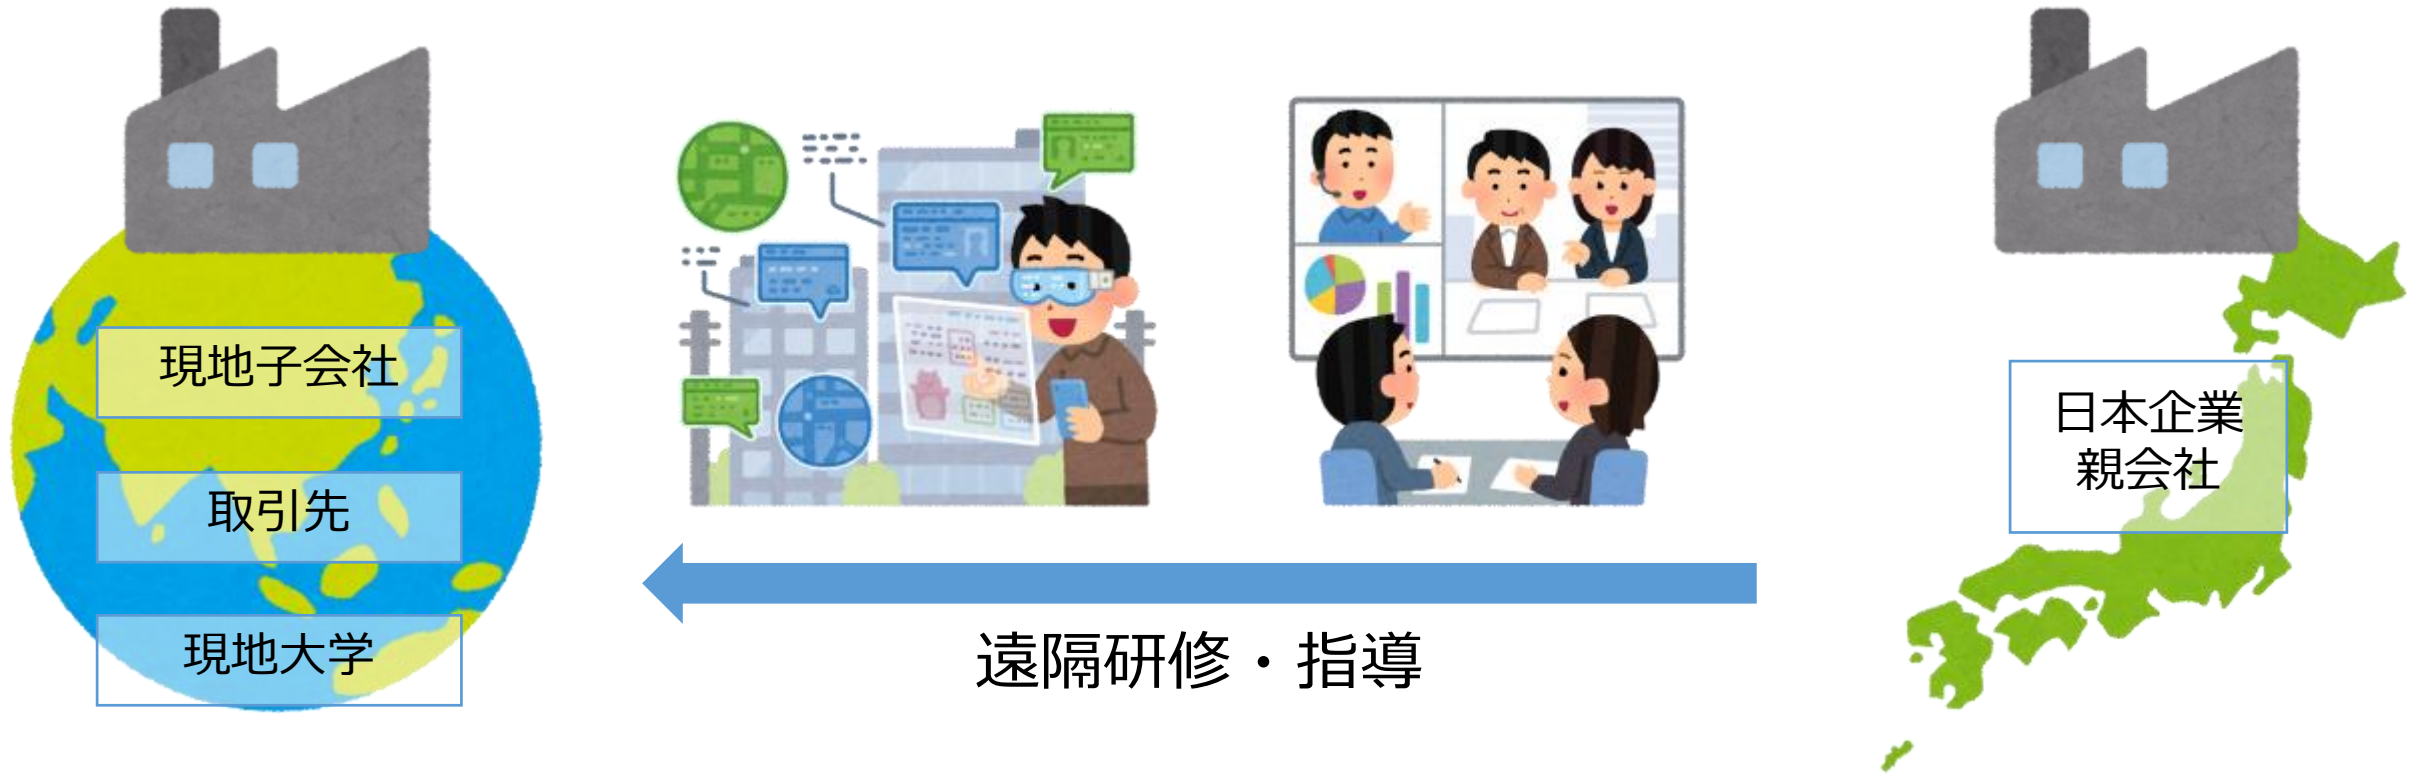 現地子会社
取引先
現地大学
遠隔研修・指導
日本企業
親会社